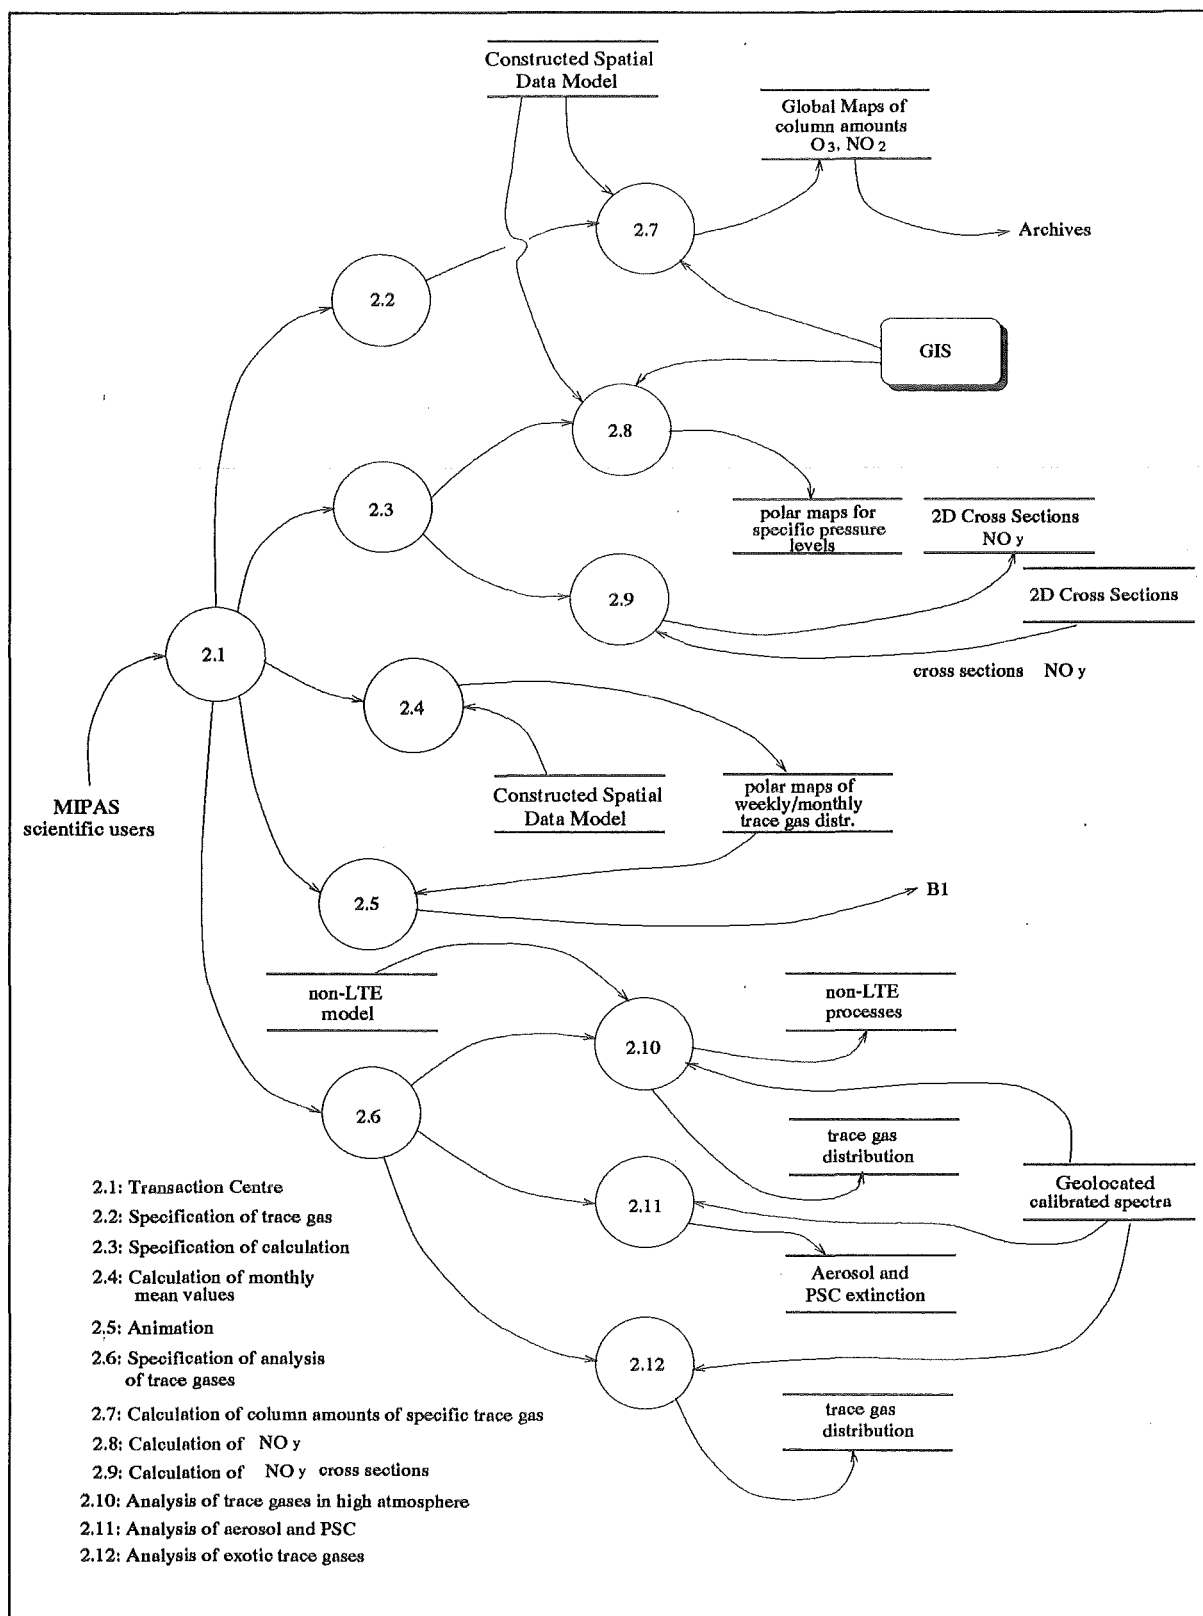 Constructed Spatial
Data Model
Global Maps of
column amounts
O3, NO2
2.7
Archives
2.2
GIS
2.8
2.3
polar maps for
specific pressure
levels
2D Cross Sections
NO y
2.9
2D Cross Sections
2.1
cross sections NO y
2.4
MIPAS
scientific users
Constructed Spatial
Data Model
polar maps of
weekly/monthly
trace gas distr.
2.5
B1
non-LTE
model
non-LTE
processes
2.10
2.6
trace gas
distribution
2.11
Geolocated
calibrated spectra
Aerosol and
PSC extinction
2.12
trace gas
distribution
2.1: Transaction Centre
2.2: Specification of trace gas
2.3: Specification of calculation
2.4: Calculation of monthly
mean values
2.5: Animation
2.6: Specification of analysis
of trace gases
2.7: Calculation of column amounts of specific trace gas
2.8: Calculation of NO y
2.9: Calculation of NO y cross sections
2.10: Analysis of trace gases in high atmosphere
2.11: Analysis of aerosol and PSC
2.12: Analysis of exotic trace gases